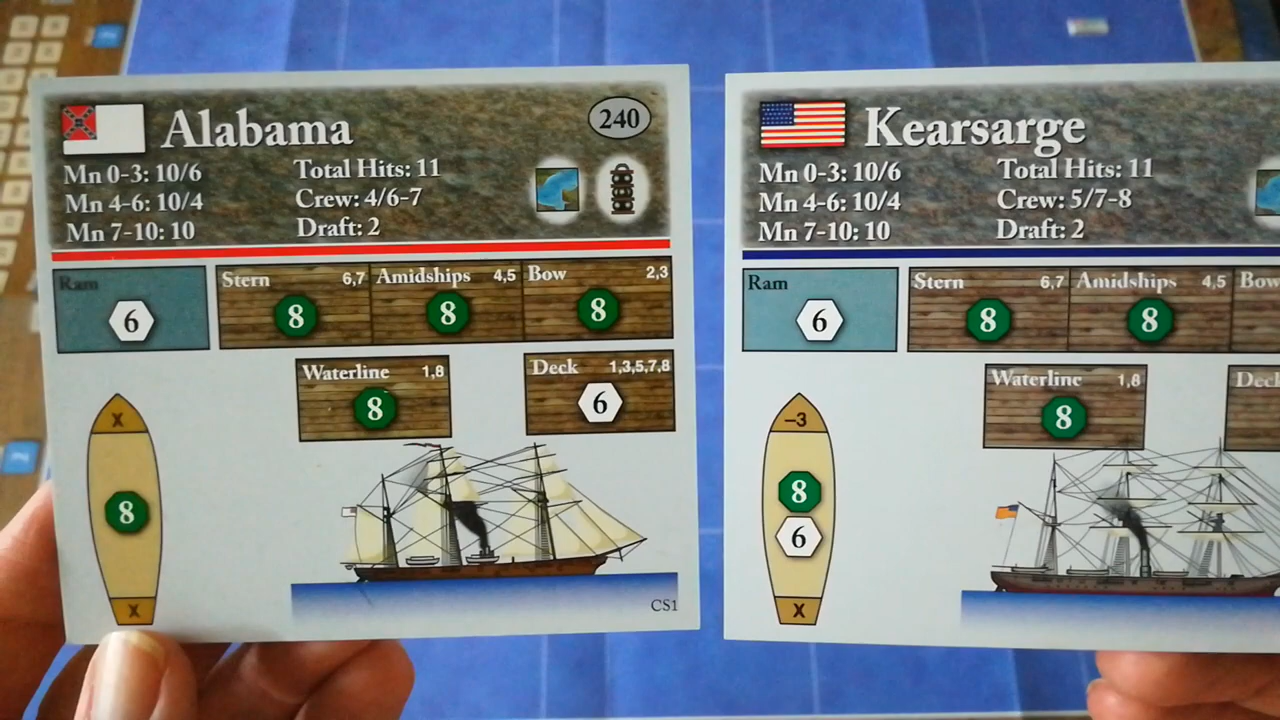 Alabama
240
Mn 0-3: 10/6
Total Hits: 11
Mn 4-6: 10/4
Crew: 4/6-7
Mn 7-10: 10
Draft: 2
Ram
6
Stern 6,7
8
Amidships 4,5
8
Bow 2,3
8
Waterline 1,8
8
Deck 1,3,5,7,8
6
X
8
X
CS1
Kearsarge
Mn 0-3: 10/6
Total Hits: 11
Mn 4-6: 10/4
Crew: 5/7-8
Mn 7-10: 10
Draft: 2
Ram
6
Stern 6,7
8
Amidships 4,5
8
Bow
Waterline 1,8
8
Deck
-3
8
6
X